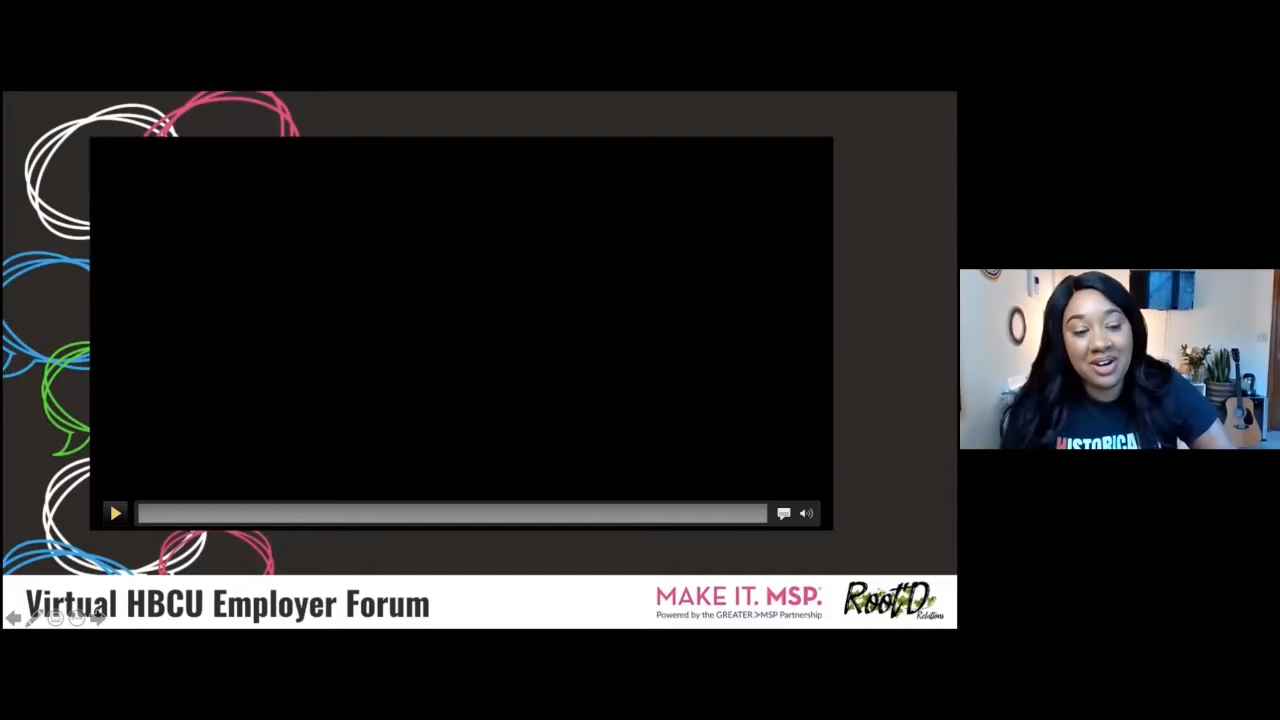 HISTORICA
Virtual HBCU Employer Forum
MAKE IT. MSP.
Powered by the GREATER>MSP Partnership
Root'D
Relations